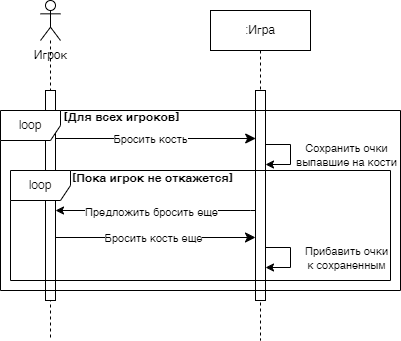 Игрок
:Игра
loop
[Для всех игроков]
Бросить кость
Сохранить очки
выпавшие на кости
loop
[Пока игрок не откажется]
Предложить бросить еще
Бросить кость еще
Прибавить очки
к сохраненным